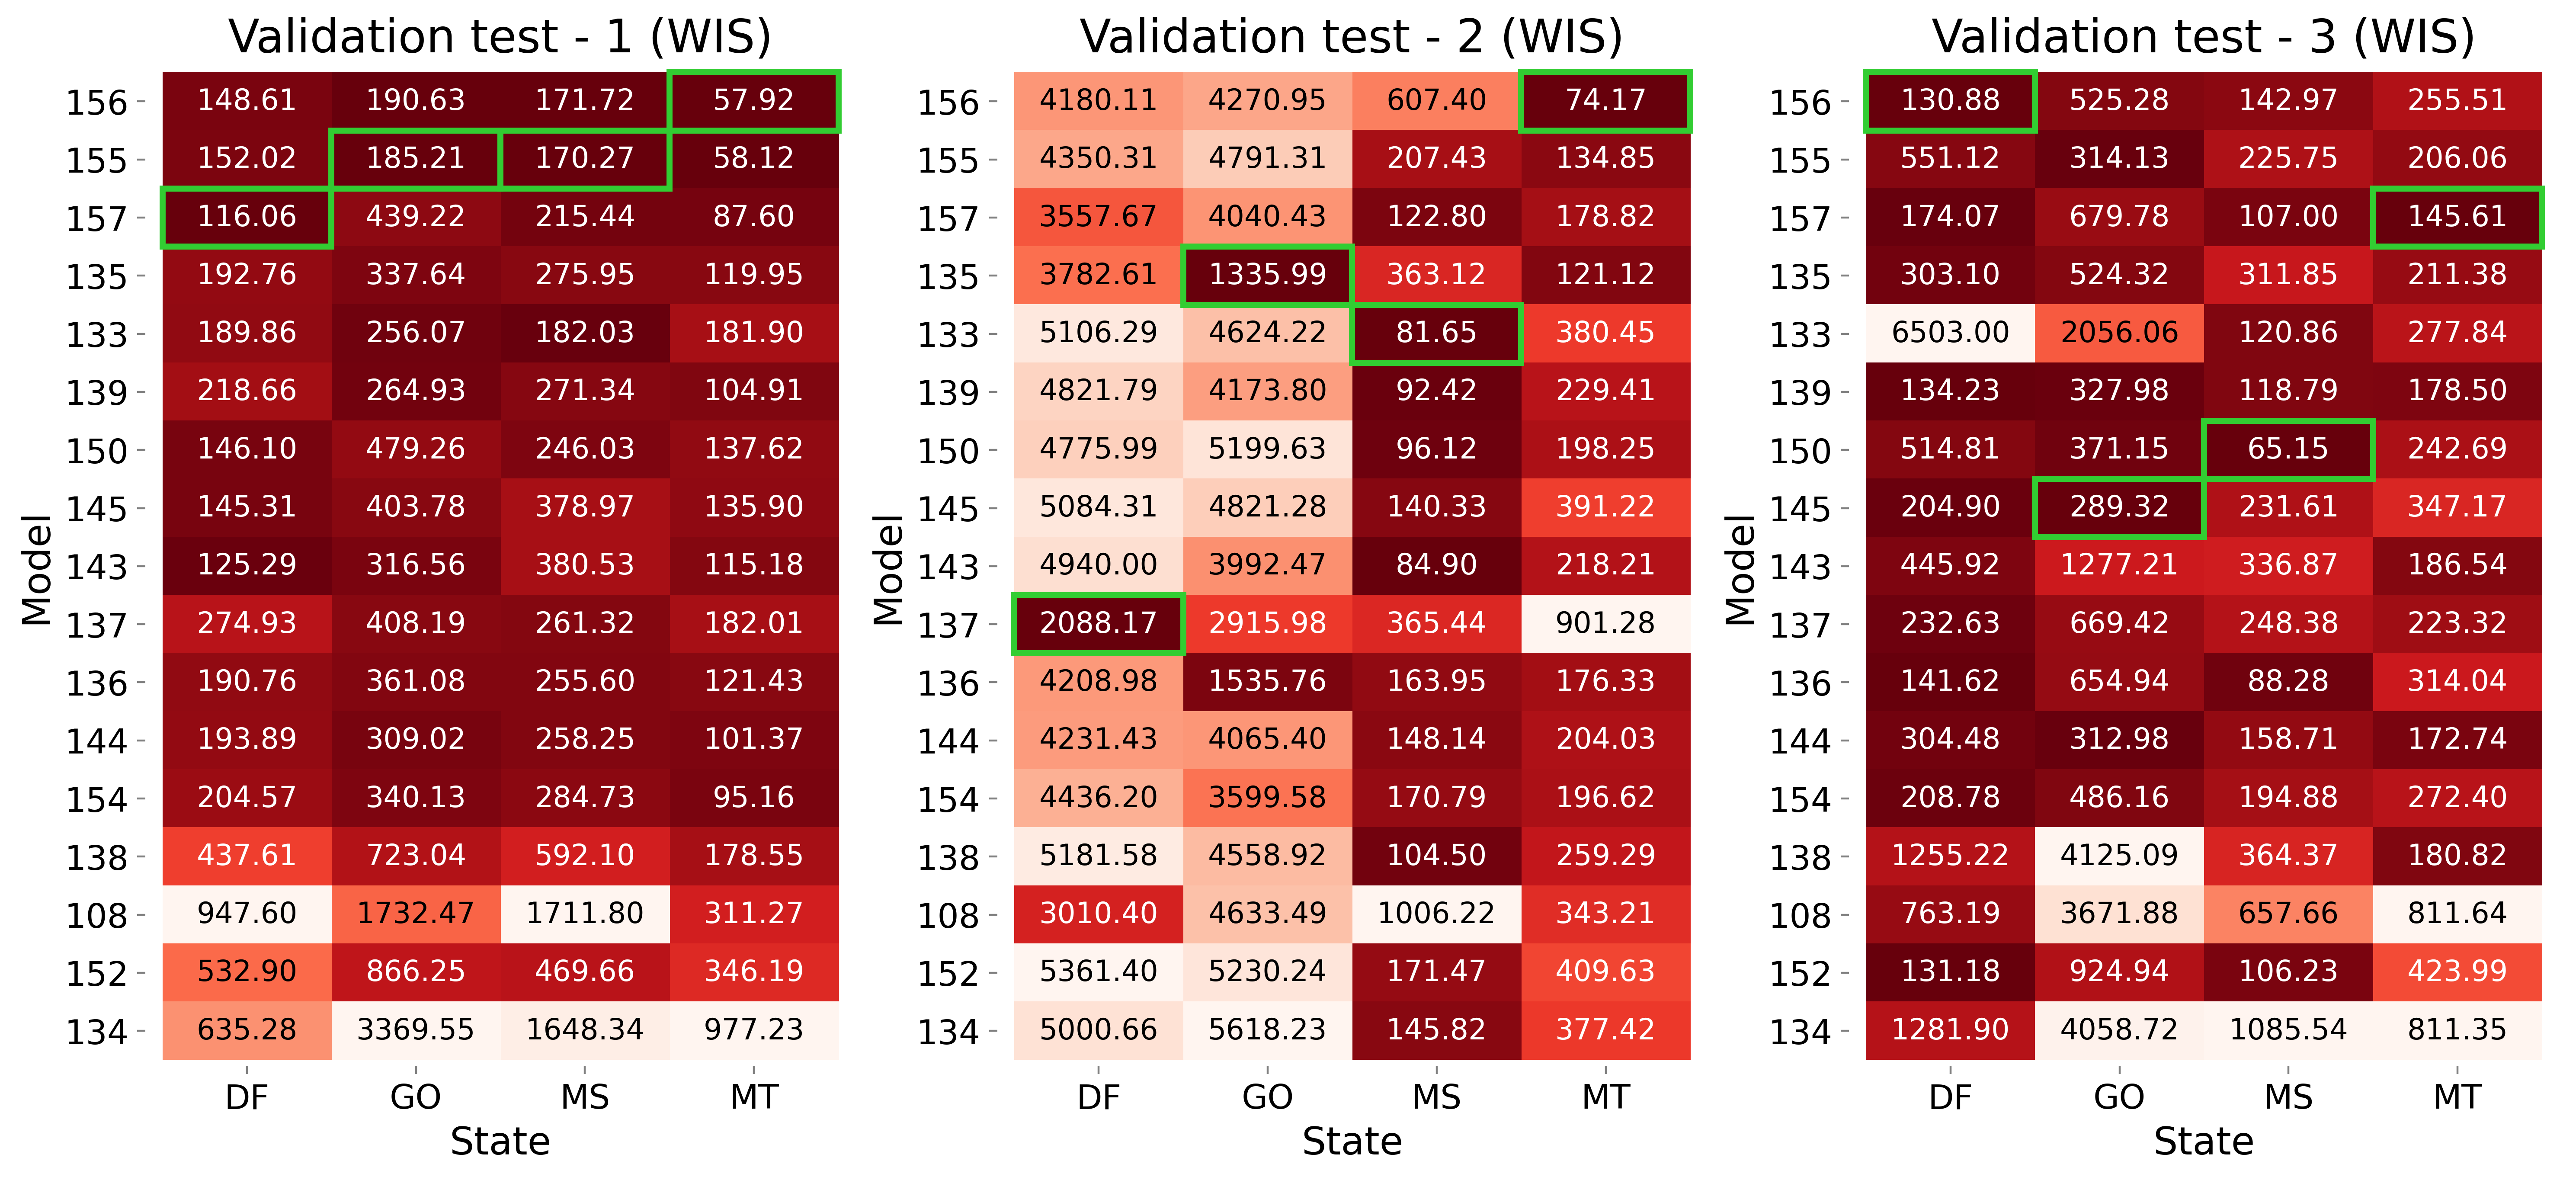 Validation test - 1 (WIS)
Model
156 148.61 190.63 171.72 57.92
155 152.02 185.21 170.27 58.12
157 116.06 439.22 215.44 87.60
135 192.76 337.64 275.95 119.95
133 189.86 256.07 182.03 181.90
139 218.66 264.93 271.34 104.91
150 146.10 479.26 246.03 137.62
145 145.31 403.78 378.97 135.90
143 125.29 316.56 380.53 115.18
137 274.93 408.19 261.32 182.01
136 190.76 361.08 255.60 121.43
144 193.89 309.02 258.25 101.37
154 204.57 340.13 284.73 95.16
138 437.61 723.04 592.10 178.55
108 947.60 1732.47 1711.80 311.27
152 532.90 866.25 469.66 346.19
134 635.28 3369.55 1648.34 977.23
DF GO MS MT
State
Validation test - 2 (WIS)
Model
156 4180.11 4270.95 607.40 74.17
155 4350.31 4791.31 207.43 134.85
157 3557.67 4040.43 122.80 178.82
135 3782.61 1335.99 363.12 121.12
133 5106.29 4624.22 81.65 380.45
139 4821.79 4173.80 92.42 229.41
150 4775.99 5199.63 96.12 198.25
145 5084.31 4821.28 140.33 391.22
143 4940.00 3992.47 84.90 218.21
137 2088.17 2915.98 365.44 901.28
136 4208.98 1535.76 163.95 176.33
144 4231.43 4065.40 148.14 204.03
154 4436.20 3599.58 170.79 196.62
138 5181.58 4558.92 104.50 259.29
108 3010.40 4633.49 1006.22 343.21
152 5361.40 5230.24 171.47 409.63
134 5000.66 5618.23 145.82 377.42
DF GO MS MT
State
Validation test - 3 (WIS)
Model
156 130.88 525.28 142.97 255.51
155 551.12 314.13 225.75 206.06
157 174.07 679.78 107.00 145.61
135 303.10 524.32 311.85 211.38
133 6503.00 2056.06 120.86 277.84
139 134.23 327.98 118.79 178.50
150 514.81 371.15 65.15 242.69
145 204.90 289.32 231.61 347.17
143 445.92 1277.21 336.87 186.54
137 232.63 669.42 248.38 223.32
136 141.62 654.94 88.28 314.04
144 304.48 312.98 158.71 172.74
154 208.78 486.16 194.88 272.40
138 1255.22 4125.09 364.37 180.82
108 763.19 3671.88 657.66 811.64
152 131.18 924.94 106.23 423.99
134 1281.90 4058.72 1085.54 811.35
DF GO MS MT
State